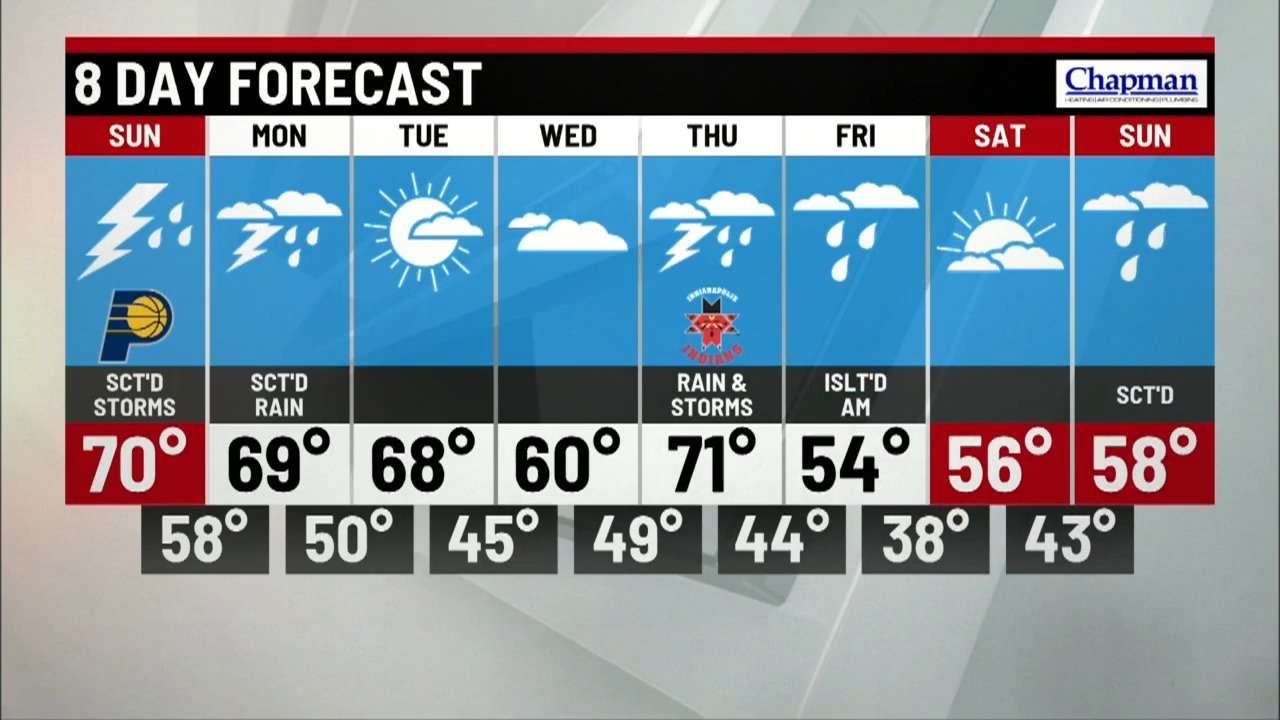 8 DAY FORECAST
Chapman
HEATING|AIR CONDITIONING|PLUMBING
SUN MON TUE WED THU FRI SAT SUN
INDIANAPOLIS
INDIANS
SCT'D STORMS
SCT'D RAIN
RAIN & STORMS
ISLT'D AM
SCT'D
70° 69° 68° 60° 71° 54° 56° 58°
58° 50° 45° 49° 44° 38° 43°